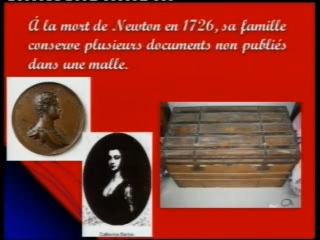 Á la mort de Newton en 1726, sa famille
conserve plusieurs documents non publiés
dans une malle.
Catherine Barton